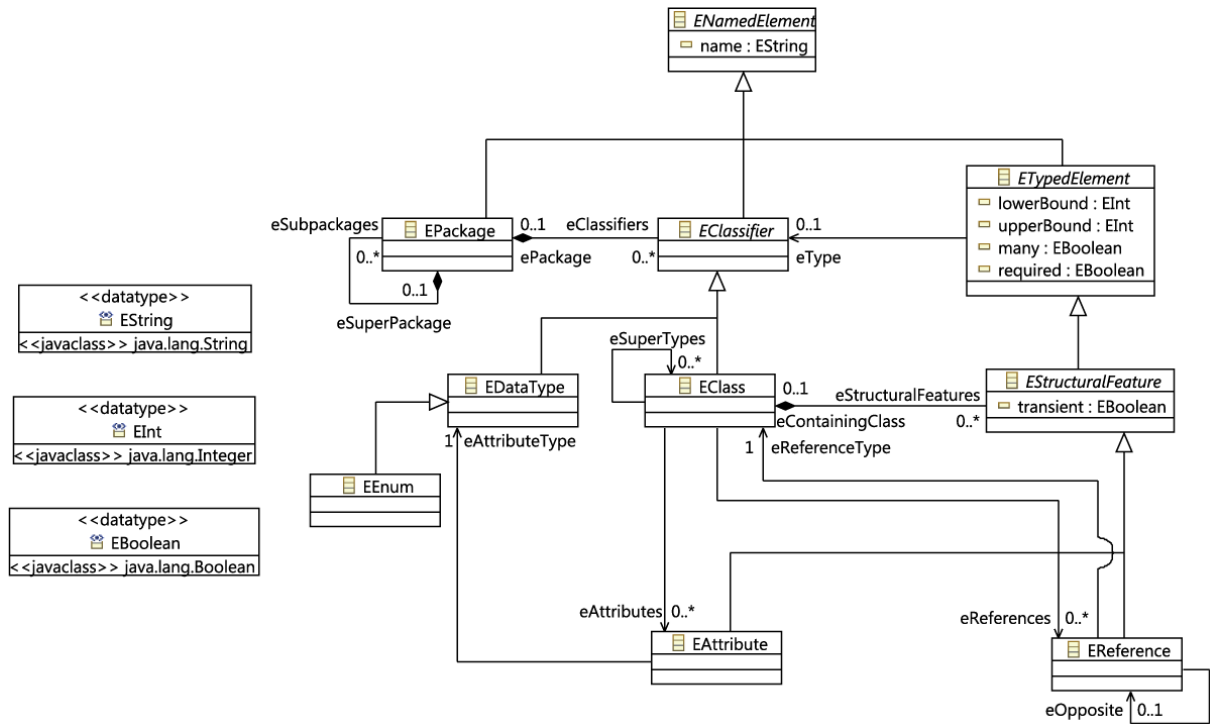 ENamedElement
name : EString
ETypedElement
lowerBound : EInt
upperBound : EInt
many : EBoolean
required : EBoolean
eSubpackages
EPackage
0..1
eClassifiers
EClassifier
0..1
0..*
ePackage
0..*
eType
0..1
eSuperPackage
<<datatype>>
EString
<<javaclass>> java.lang.String
eSuperTypes
0..*
EDataType
EClass
0..1
eStructuralFeatures
EStructuralFeature
transient : EBoolean
eContainingClass
0..*
1
eAttributeType
1
eReferenceType
<<datatype>>
EInt
<<javaclass>> java.lang.Integer
EEnum
<<datatype>>
EBoolean
<<javaclass>> java.lang.Boolean
eAttributes
0..*
eReferences
0..*
EAttribute
EReference
eOpposite
0..1